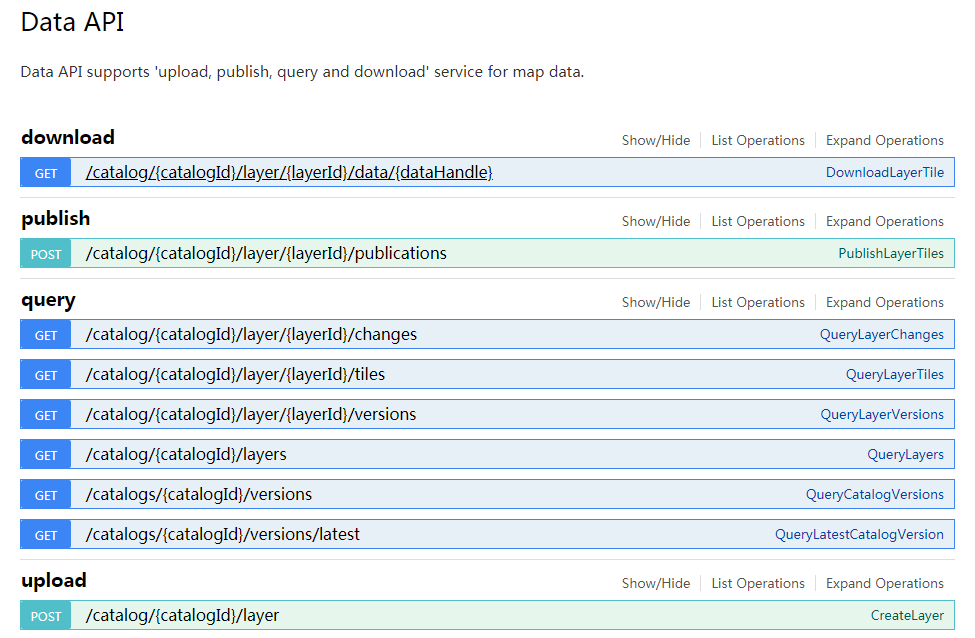 Data API
Data API supports 'upload, publish, query and download' service for map data.
download Show/Hide List Operations Expand Operations
GET /catalog/{catalogId}/layer/{layerId}/data/{dataHandle} DownloadLayerTile
publish Show/Hide List Operations Expand Operations
POST /catalog/{catalogId}/layer/{layerId}/publications PublishLayerTiles
query Show/Hide List Operations Expand Operations
GET /catalog/{catalogId}/layer/{layerId}/changes QueryLayerChanges
GET /catalog/{catalogId}/layer/{layerId}/tiles QueryLayerTiles
GET /catalog/{catalogId}/layer/{layerId}/versions QueryLayerVersions
GET /catalog/{catalogId}/layers QueryLayers
GET /catalogs/{catalogId}/versions QueryCatalogVersions
GET /catalogs/{catalogId}/versions/latest QueryLatestCatalogVersion
upload Show/Hide List Operations Expand Operations
POST /catalog/{catalogId}/layer CreateLayer